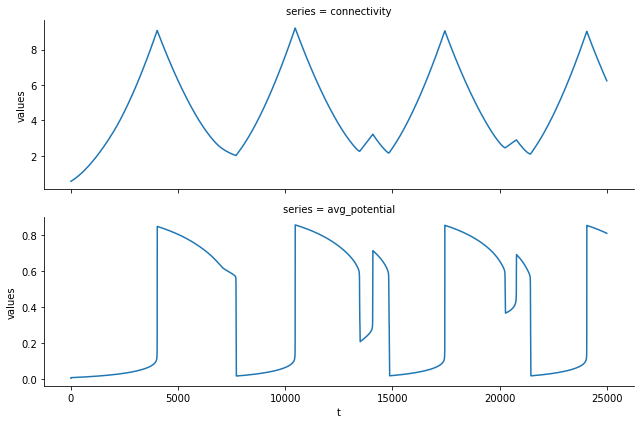 series = connectivity
values
8
6
4
2
series = avg_potential
values
0.8
0.6
0.4
0.2
0.0
0 5000 10000 15000 20000 25000
t